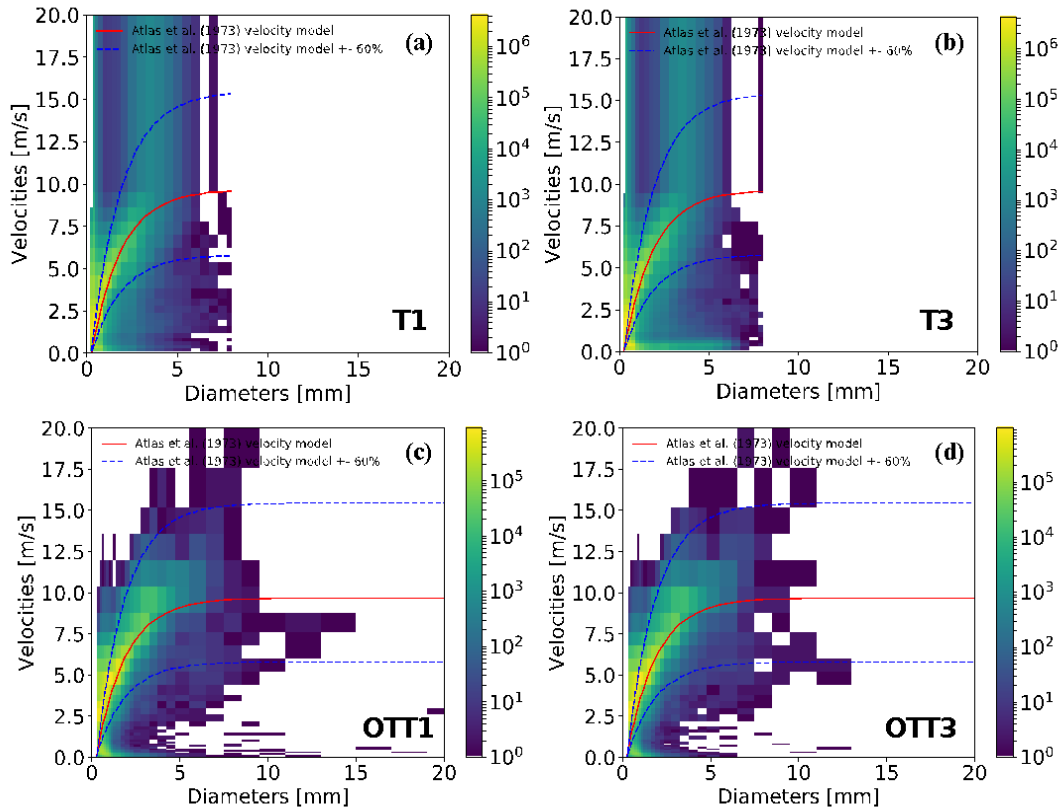 Atlas et al. (1973) velocity model
Atlas et al. (1973) velocity model +- 60%
(a)
T1
20.0
17.5
15.0
12.5
10.0
7.5
5.0
2.5
0.0
Velocities [m/s]
0 5 10 15 20
Diameters [mm]
10^6
10^5
10^4
10^3
10^2
10^1
10^0
Atlas et al. (1973) velocity model
Atlas et al. (1973) velocity model +- 60%
(b)
T3
20.0
17.5
15.0
12.5
10.0
7.5
5.0
2.5
0.0
Velocities [m/s]
0 5 10 15 20
Diameters [mm]
10^6
10^5
10^4
10^3
10^2
10^1
10^0
Atlas et al. (1973) velocity model
Atlas et al. (1973) velocity model +- 60%
(c)
OTT1
20.0
17.5
15.0
12.5
10.0
7.5
5.0
2.5
0.0
Velocities [m/s]
0 5 10 15 20
Diameters [mm]
10^5
10^4
10^3
10^2
10^1
10^0
Atlas et al. (1973) velocity model
Atlas et al. (1973) velocity model +- 60%
(d)
OTT3
20.0
17.5
15.0
12.5
10.0
7.5
5.0
2.5
0.0
Velocities [m/s]
0 5 10 15 20
Diameters [mm]
10^5
10^4
10^3
10^2
10^1
10^0